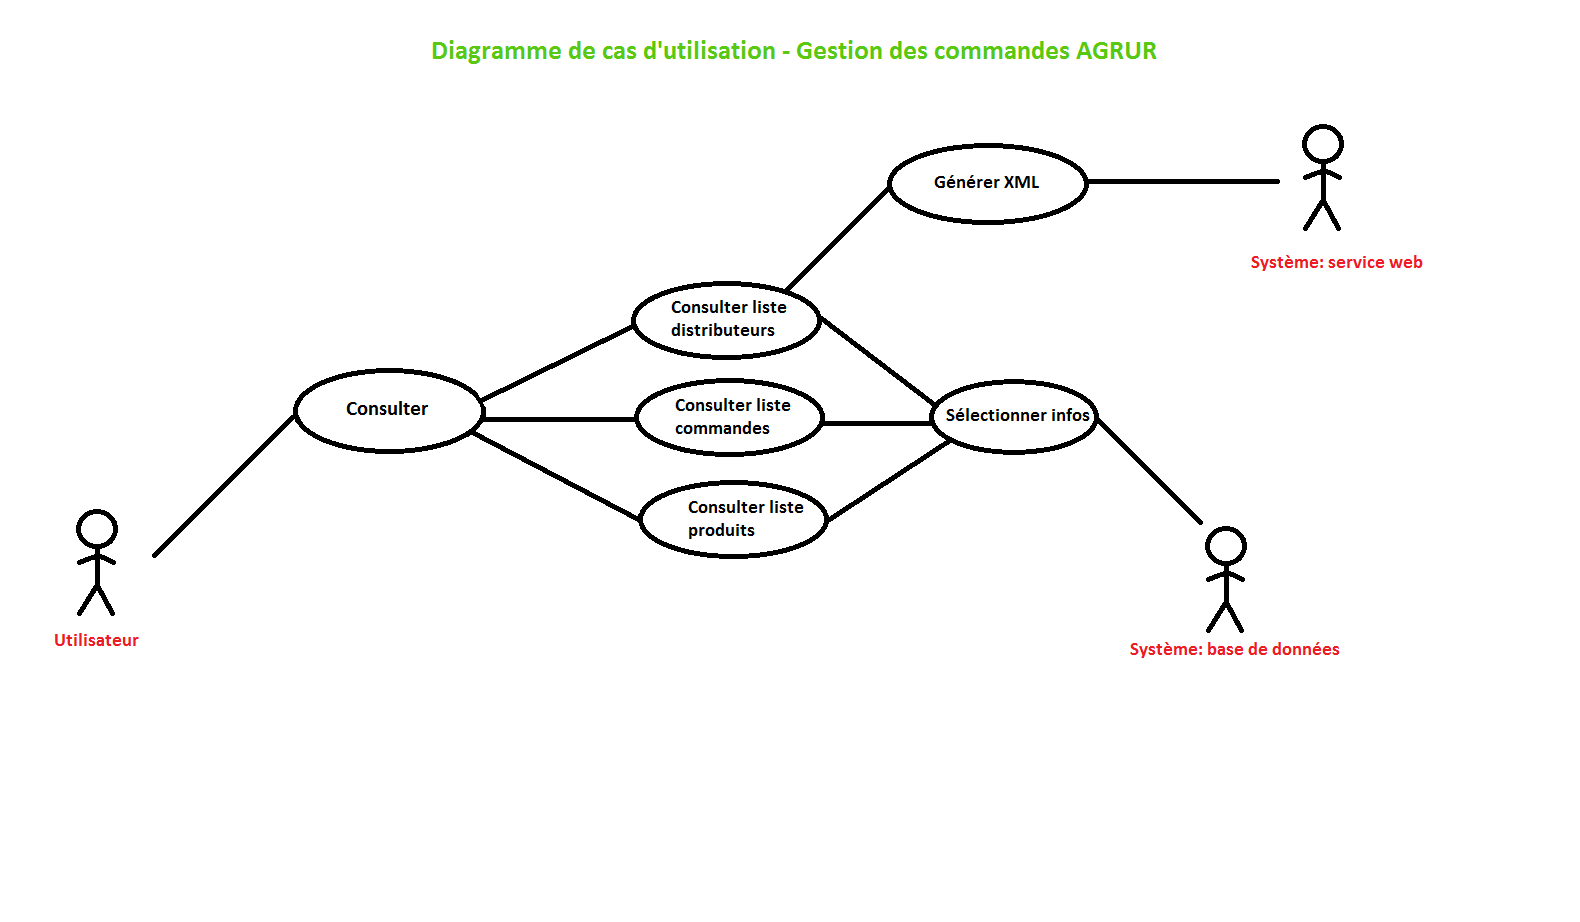 Diagramme de cas d'utilisation - Gestion des commandes AGRUR
Générer XML
Système: service web
Consulter liste
distributeurs
Consulter
Consulter liste
commandes
Sélectionner infos
Consulter liste
produits
Utilisateur
Système: base de données